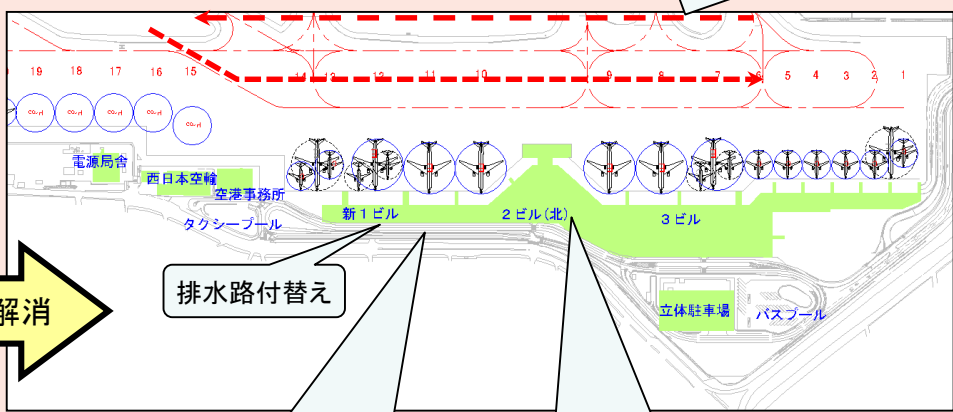 19 18 17 16 15 14 13 12 11 10 9 8 7 6 5 4 3 2 1
電源局舎
西日本空輸
空港事務所
タクシープール
新1ビル
2ビル(北)
3ビル
解消
排水路付替え
立体駐車場
バスプール